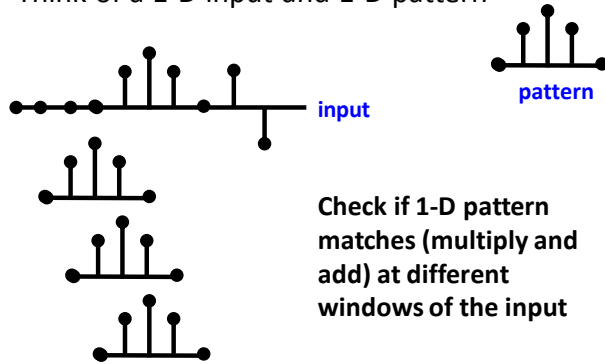 Think of a 1-D input and 1-D pattern
input
pattern
Check if 1-D pattern
matches (multiply and
add) at different
windows of the input